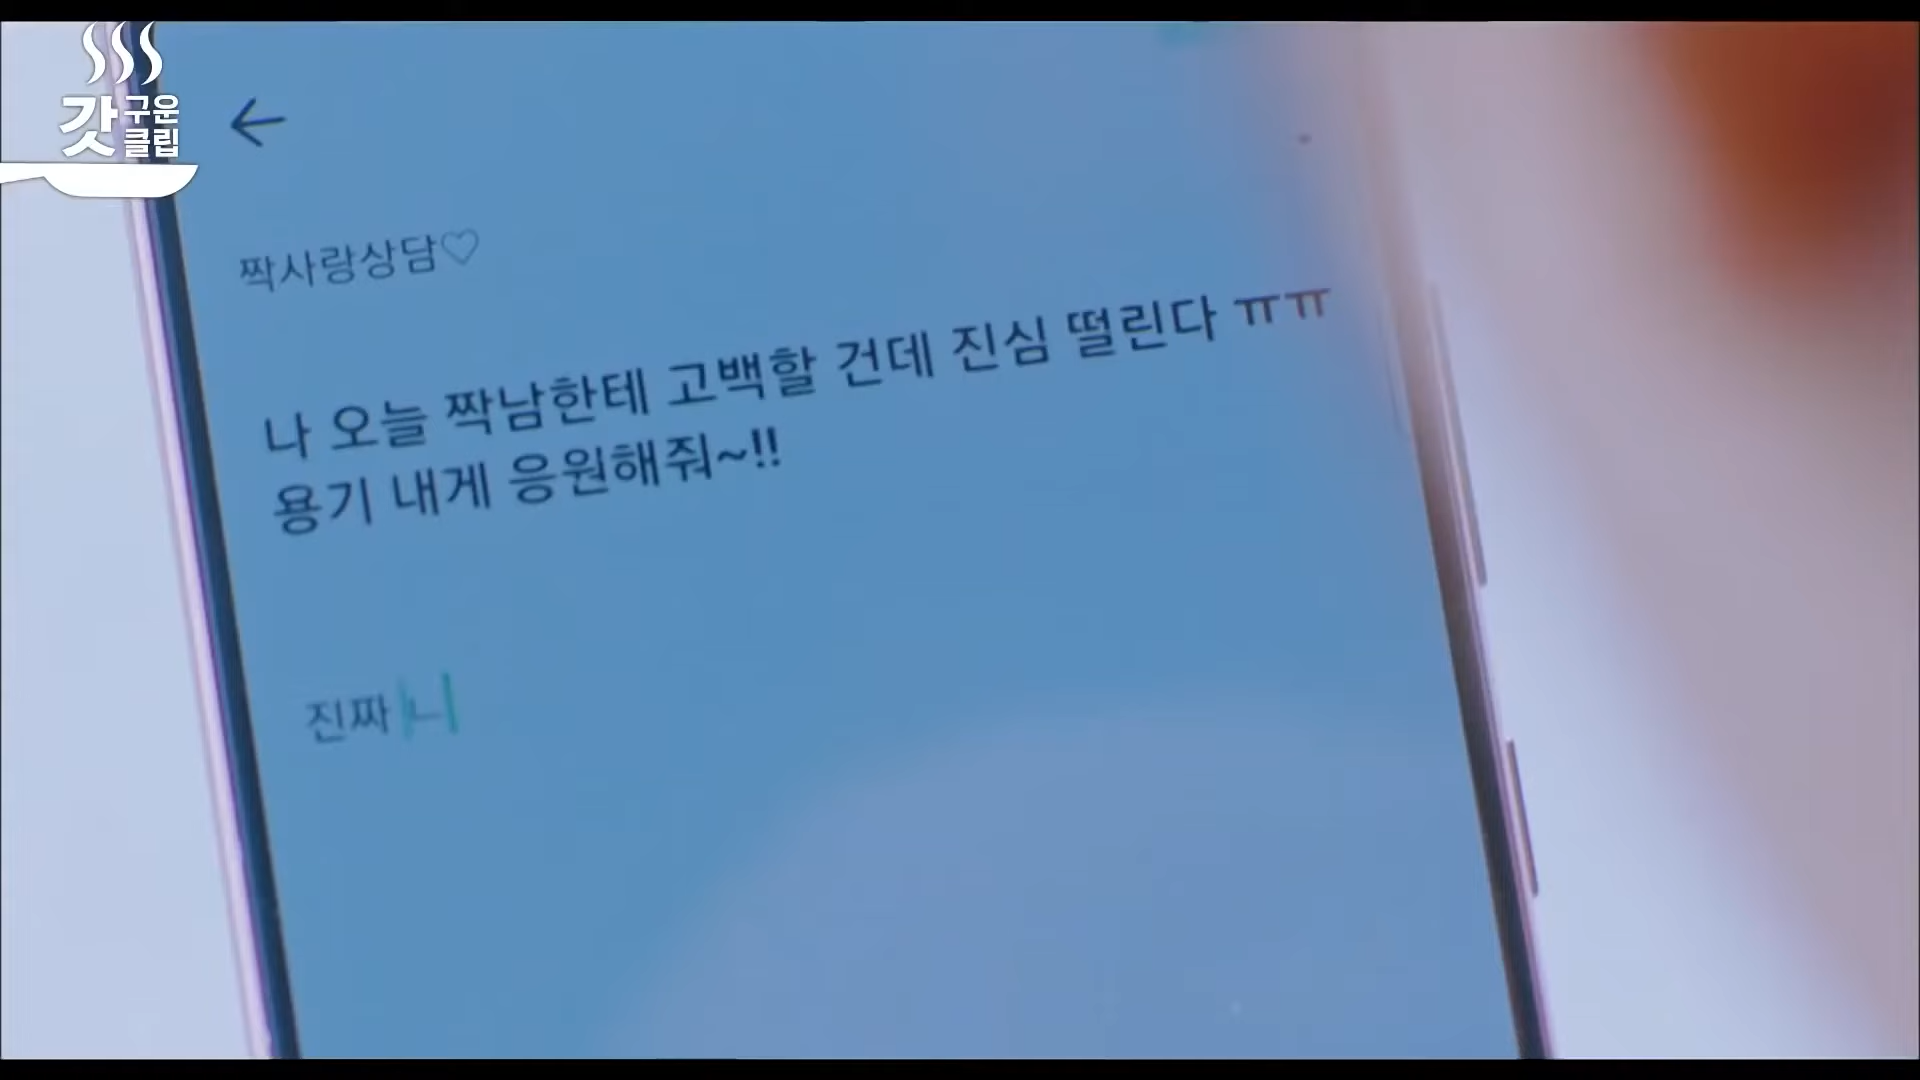 갓구운클립
짝사랑상담♡
나 오늘 짝남한테 고백할 건데 진심 떨린다 ㅠㅠ
용기 내게 응원해줘~!!
진짜 ㄴ